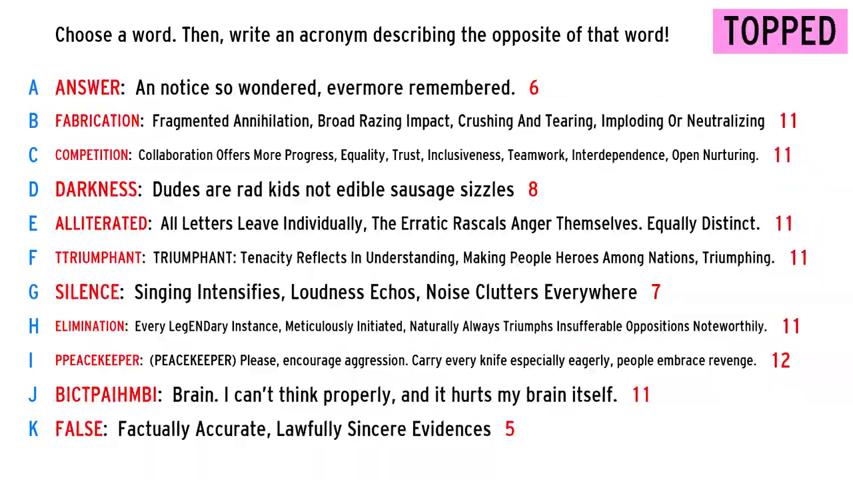 Choose a word. Then, write an acronym describing the opposite of that word!
TOPPED
A ANSWER: An notice so wondered, evermore remembered. 6
B FABRICATION: Fragmented Annihilation, Broad Razing Impact, Crushing And Tearing, Imploding Or Neutralizing 11
C COMPETITION: Collaboration Offers More Progress, Equality, Trust, Inclusiveness, Teamwork, Interdependence, Open Nurturing. 11
D DARKNESS: Dudes are rad kids not edible sausage sizzles 8
E ALLITERATED: All Letters Leave Individually, The Erratic Rascals Anger Themselves. Equally Distinct. 11
F TTRIUMPHANT: TRIUMPHANT: Tenacity Reflects In Understanding, Making People Heroes Among Nations, Triumphing. 11
G SILENCE: Singing Intensifies, Loudness Echos, Noise Clutters Everywhere 7
H ELIMINATION: Every LegENDary Instance, Meticulously Initiated, Naturally Always Triumphs Insufferable Oppositions Noteworthily. 11
I PPEACEKEEPER: (PEACEKEEPER) Please, encourage aggression. Carry every knife especially eagerly, people embrace revenge. 12
J BICTPAIHMBI: Brain. I can't think properly, and it hurts my brain itself. 11
K FALSE: Factually Accurate, Lawfully Sincere Evidences 5